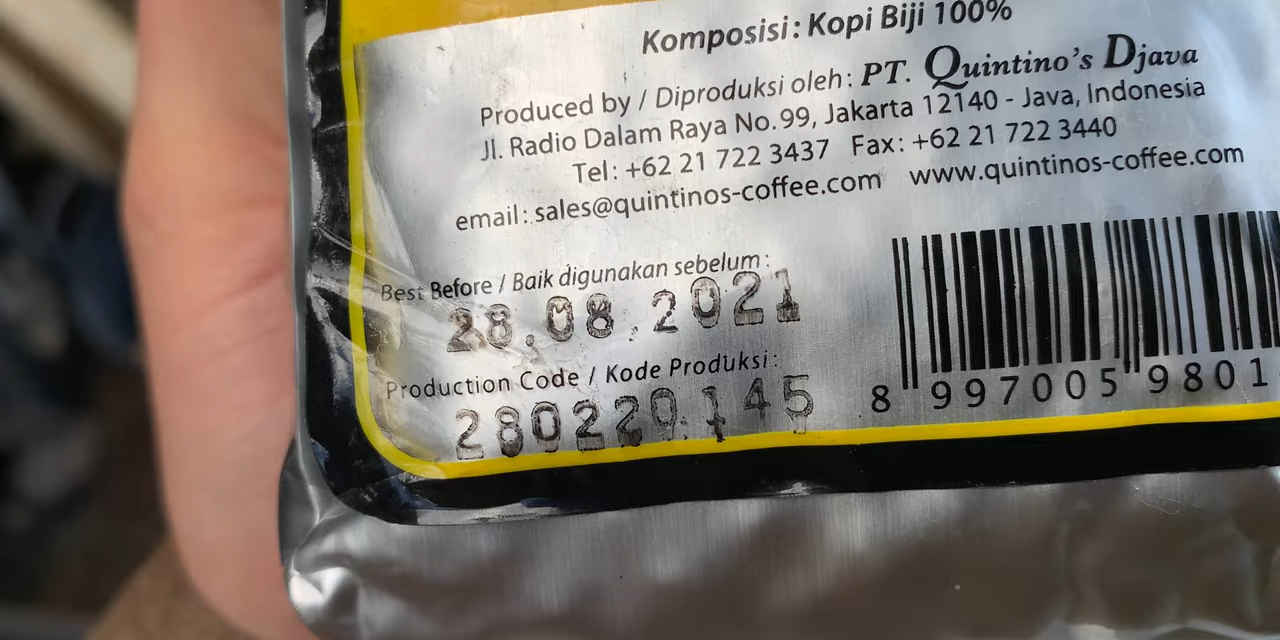 Komposisi: Kopi Biji 100%
Produced by / Diproduksi oleh: PT. Quintino's Djava
Jl. Radio Dalam Raya No. 99, Jakarta 12140 - Java, Indonesia
Tel: +62 21 722 3437 Fax: +62 21 722 3440
email: sales@quintinos-coffee.com www.quintinos-coffee.com
Best Before / Baik digunakan sebelum:
28.08.2021
Production Code / Kode Produksi:
280220145
8 997005 9801